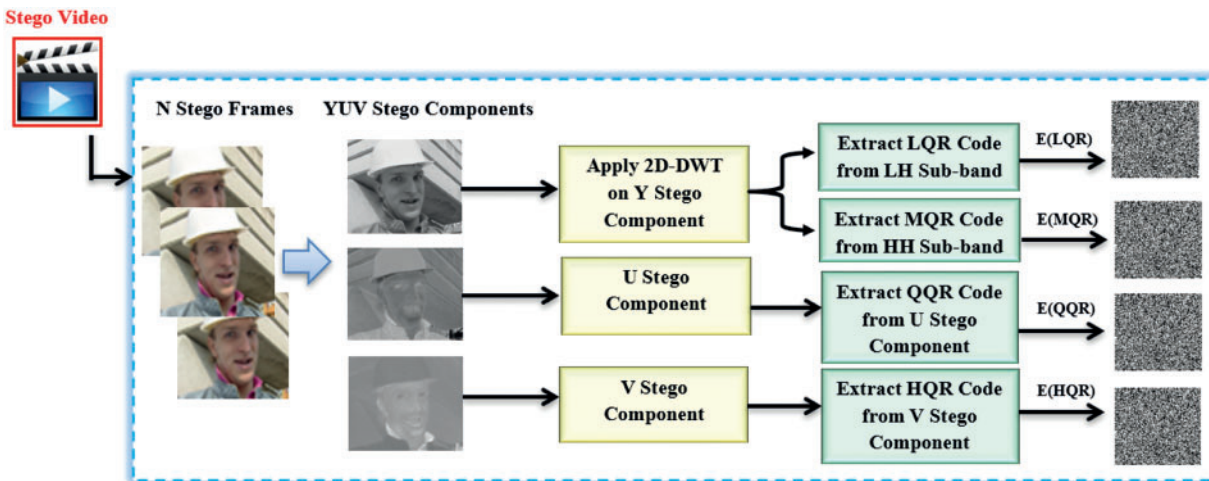 Stego Video
N Stego Frames
YUV Stego Components
Apply 2D-DWT
on Y Stego
Component
Extract LQR Code
from LH Sub-band
E(LQR)
Extract MQR Code
from HH Sub-band
E(MQR)
U Stego
Component
Extract QQR Code
from U Stego
Component
E(QQR)
V Stego
Component
Extract HQR Code
from V Stego
Component
E(HQR)